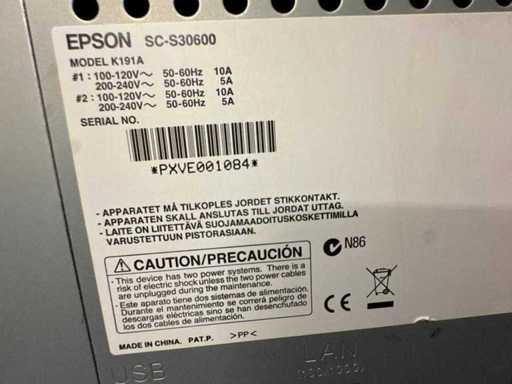 EPSON SC-S30600
MODEL K191A
#1 : 100-120V～ 50-60Hz 10A
200-240V～ 50-60Hz 5A
#2 : 100-120V～ 50-60Hz 10A
200-240V～ 50-60Hz 5A
SERIAL NO.
*PXVE001084*
- APPARATET MÅ TILKOPLES JORDET STIKKONTAKT.
- APPARATEN SKALL ANSLUTAS TILL JORDAT UTTAG.
- LAITE ON LIITETTÄVÄ SUOJAMAADOITUSKOSKETTIMILLA
VARUSTETTUUN PISTORASIAAN.
N86
CAUTION/PRECAUCIÓN
- This device has two power systems. There is a
risk of electric shock unless the two power cables
are unplugged during the maintenance.
- Este aparato tiene dos sistemas de alimentación.
Durante el mantenimiento se correrá peligro de
descargas eléctricas sino se han desenchufado
los dos cables de alimentación.
CE
MADE IN CHINA. PAT.P. >PP<
USB
LAN